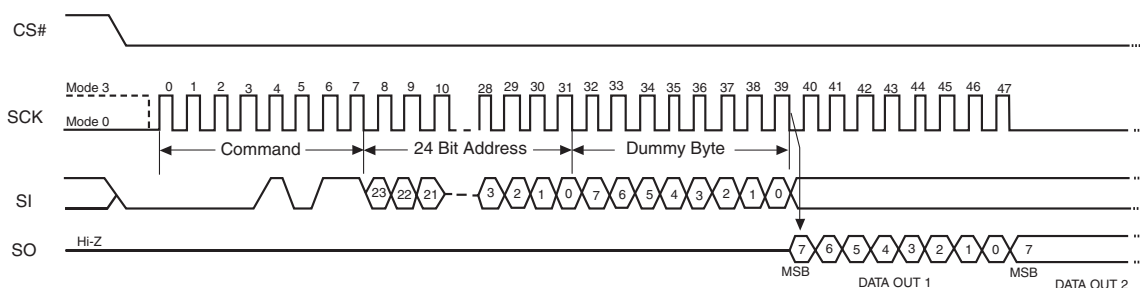 CS#
Mode 3
0 1 2 3 4 5 6 7 8 9 10 28 29 30 31 32 33 34 35 36 37 38 39 40 41 42 43 44 45 46 47
SCK
Mode 0
Command
24 Bit Address
Dummy Byte
SI
23 22 21 3 2 1 0 7 6 5 4 3 2 1 0
Hi-Z
SO
7 6 5 4 3 2 1 0 7
MSB
DATA OUT 1
MSB
DATA OUT 2